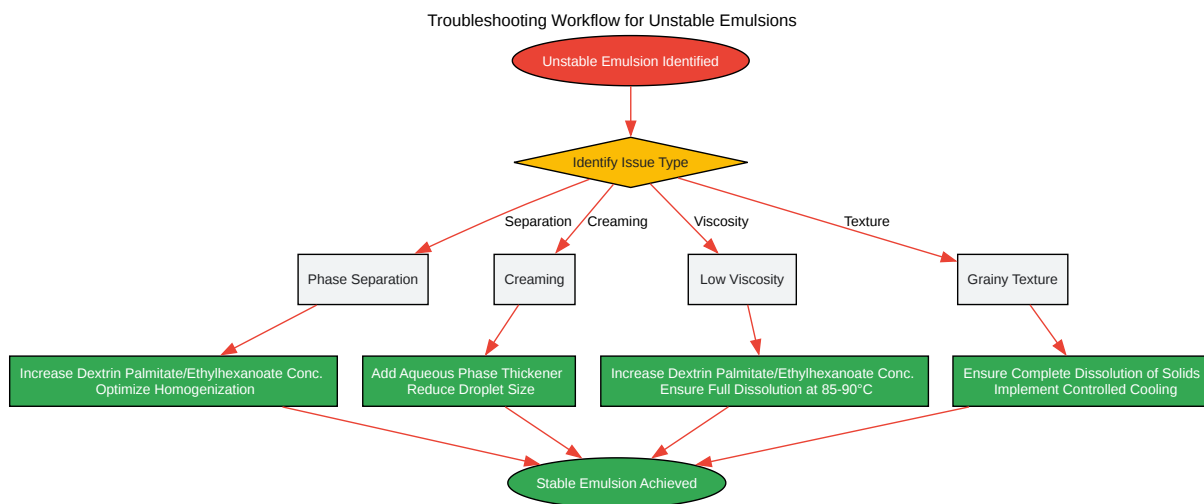 Troubleshooting Workflow for Unstable Emulsions
Unstable Emulsion Identified
Identify Issue Type
Separation
Creaming
Viscosity
Texture
Phase Separation
Creaming
Low Viscosity
Grainy Texture
Increase Dextrin Palmitate/Ethylhexanoate Conc.
Optimize Homogenization
Add Aqueous Phase Thickener
Reduce Droplet Size
Increase Dextrin Palmitate/Ethylhexanoate Conc.
Ensure Full Dissolution at 85-90°C
Ensure Complete Dissolution of Solids
Implement Controlled Cooling
Stable Emulsion Achieved